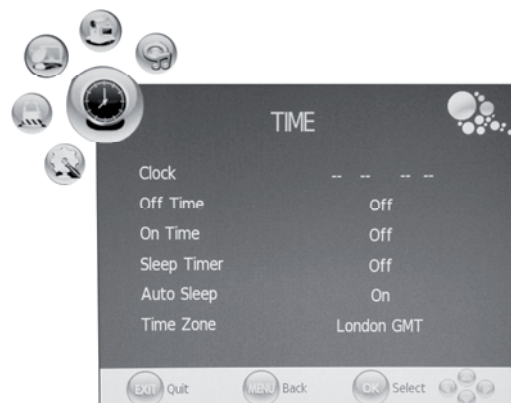 TIME
Clock -- -- -- --
Off Time Off
On Time Off
Sleep Timer Off
Auto Sleep On
Time Zone London GMT
EXIT Quit MENU Back OK Select